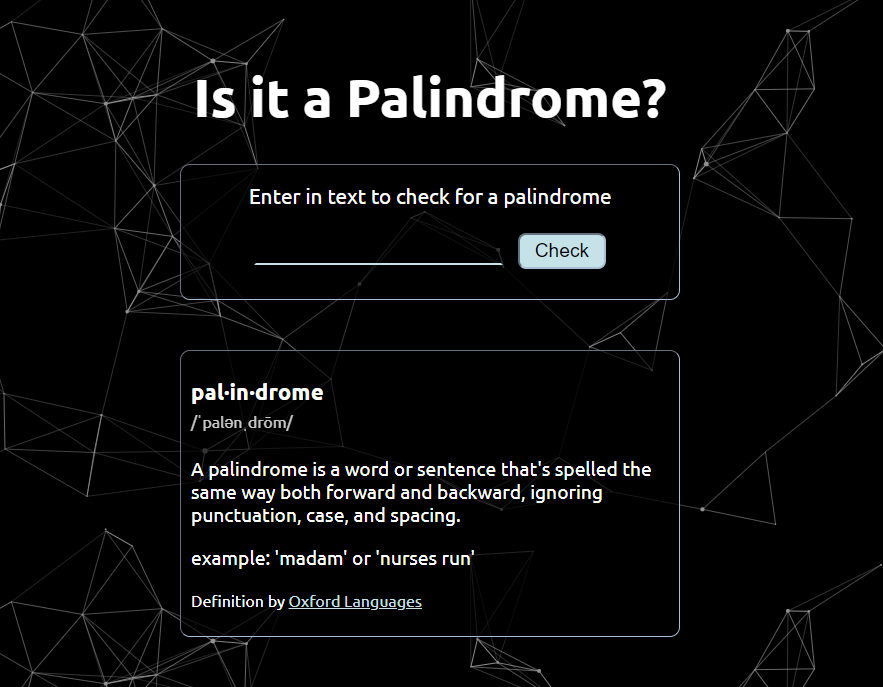 Is it a Palindrome?
Enter in text to check for a palindrome
Check
pal·in·drome
/ˈpalənˌdrōm/
A palindrome is a word or sentence that's spelled the
same way both forward and backward, ignoring
punctuation, case, and spacing.
example: 'madam' or 'nurses run'
Definition by Oxford Languages